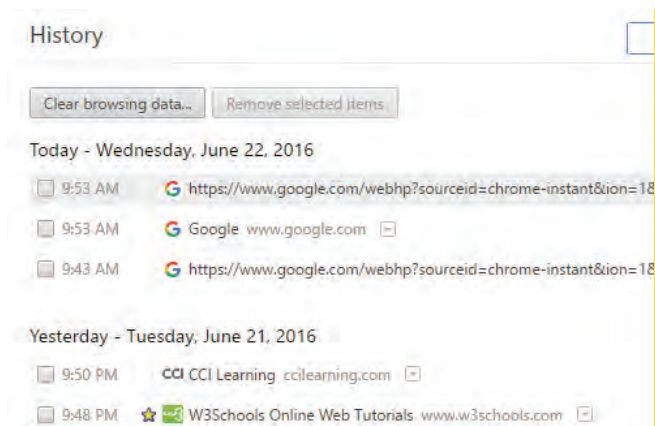 History
Clear browsing data... Remove selected items
Today - Wednesday, June 22, 2016
9:53 AM https://www.google.com/webhp?sourceid=chrome-instant&ion=18
9:53 AM Google www.google.com
9:43 AM https://www.google.com/webhp?sourceid=chrome-instant&ion=18
Yesterday - Tuesday, June 21, 2016
9:50 PM CCI CCI Learning ccilearning.com
9:48 PM W3Schools Online Web Tutorials www.w3schools.com